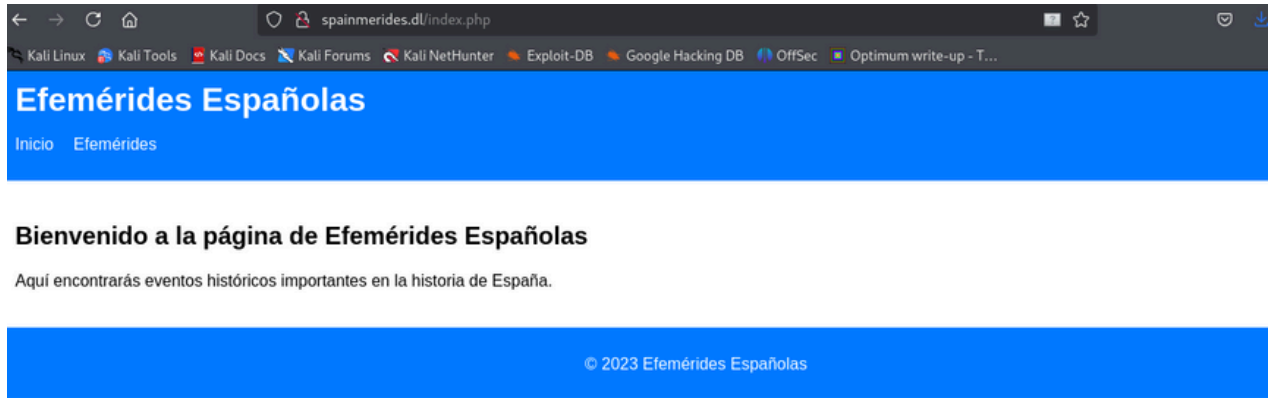 spainmerides.dl/index.php
Kali Linux Kali Tools Kali Docs Kali Forums Kali NetHunter Exploit-DB Google Hacking DB OffSec Optimum write-up - T...
Efemérides Españolas
Inicio Efemérides
Bienvenido a la página de Efemérides Españolas
Aquí encontrarás eventos históricos importantes en la historia de España.
© 2023 Efemérides Españolas